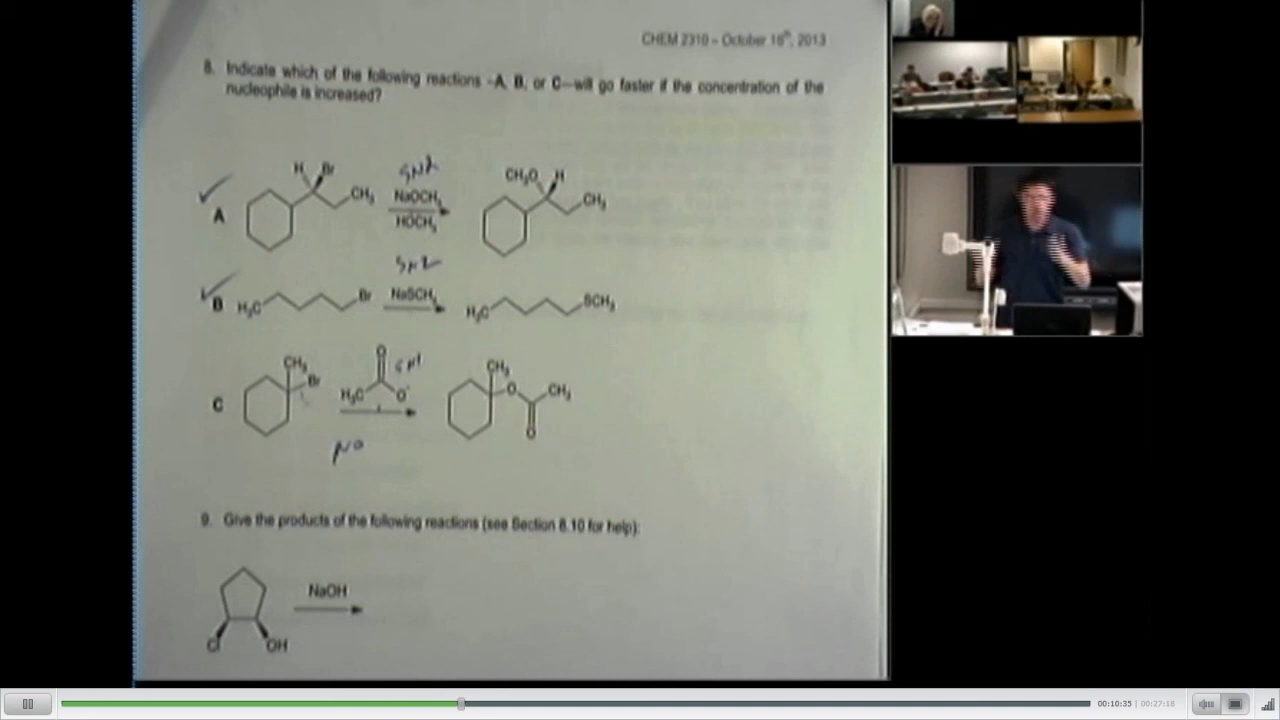 CHEM 2310 – October 16th, 2013
8. Indicate which of the following reactions -A, B, or C—will go faster if the concentration of the
nucleophile is increased?
SN2
H Br
CH3
NaOCH3
HOCH3
CH3O H
CH3
A
SN2
B H3C Br NaSCH3 H3C SCH3
CH3
Br
O
SN1
H3C O-
CH3
O CH3
O
C
NO
9. Give the products of the following reactions (see Section 8.10 for help):
NaOH
Cl OH
00:10:35 | 00:27:18